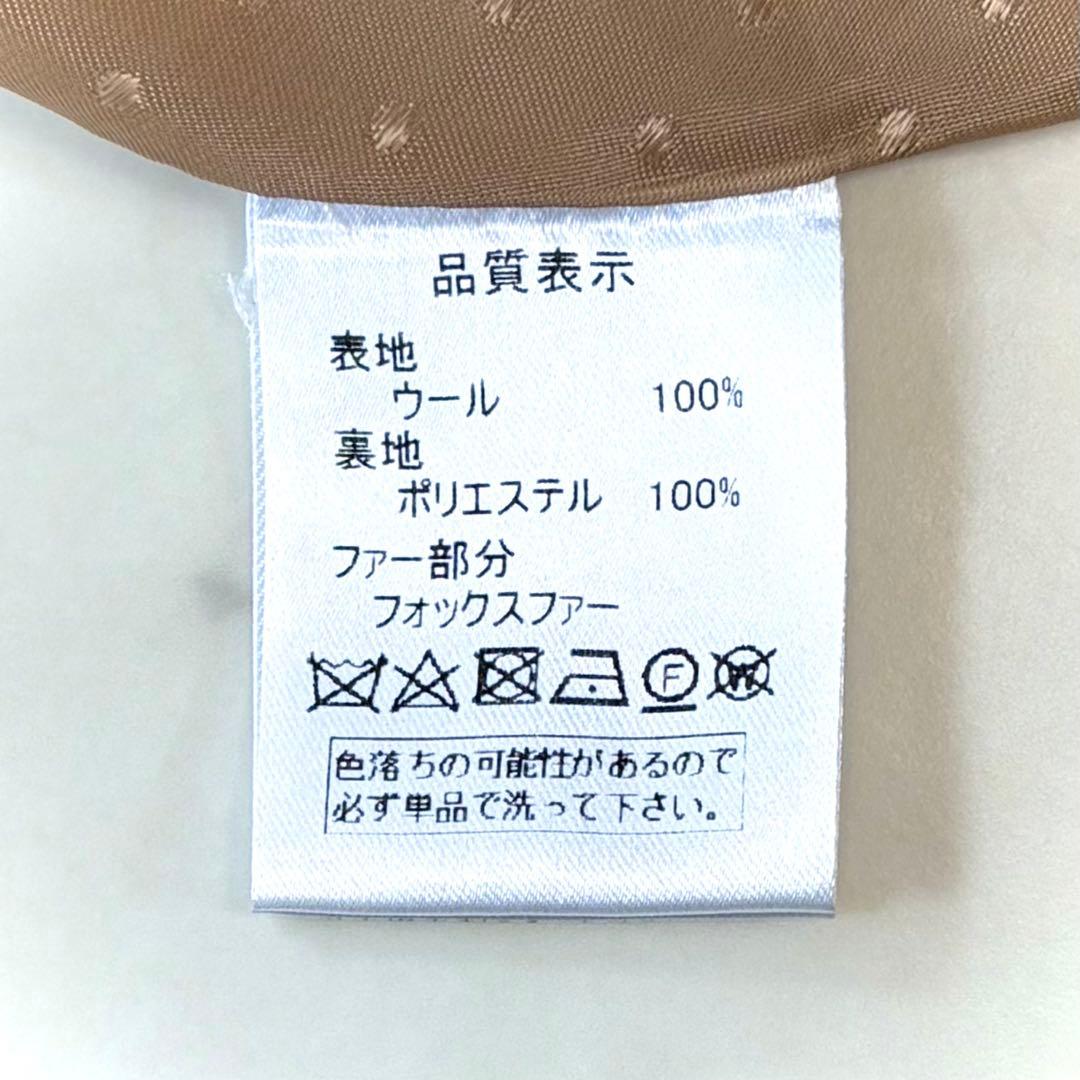 品質表示
表地
ウール 100%
裏地
ポリエステル 100%
ファー部分
フォックスファー
F W
色落ちの可能性があるので
必ず単品で洗って下さい。